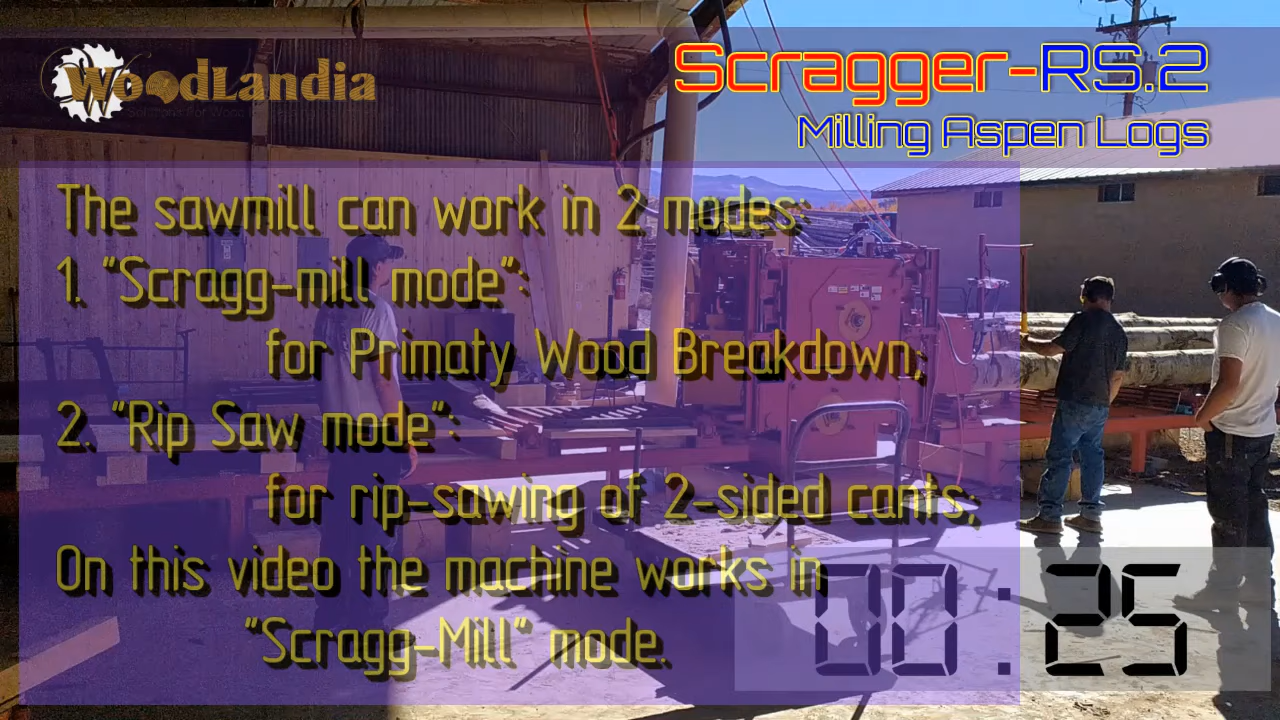 WoodLandia
Scragger-RS.2
Milling Aspen Logs
The sawmill can work in 2 modes:
1. "Scragg-mill mode":
for Primaty Wood Breakdown;
2. "Rip Saw mode":
for rip-sawing of 2-sided cants;
On this video the machine works in
"Scragg-Mill" mode.
00:25